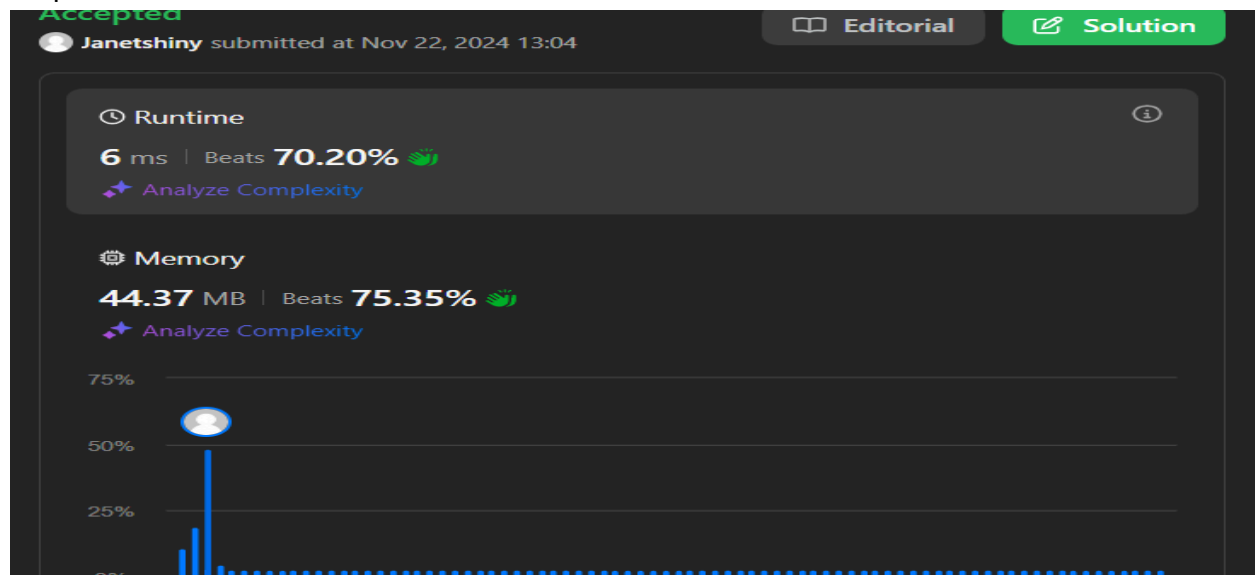 Accepted
Editorial
Solution
Janetshiny submitted at Nov 22, 2024 13:04
Runtime
6 ms | Beats 70.20%
Analyze Complexity
Memory
44.37 MB | Beats 75.35%
Analyze Complexity
75%
50%
25%